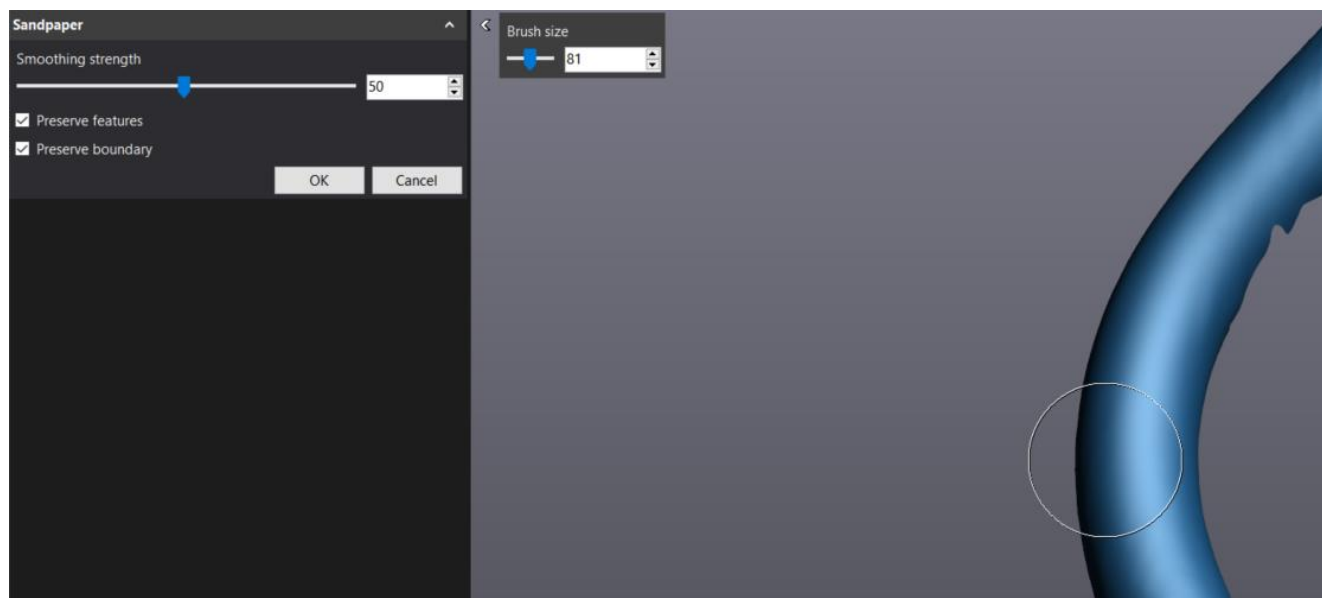 Sandpaper
Smoothing strength
50
Preserve features
Preserve boundary
OK Cancel
Brush size
81